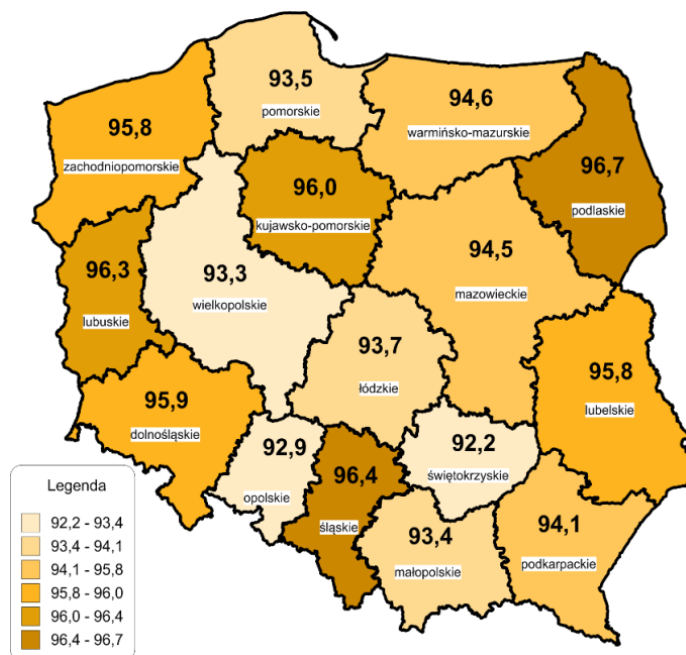 93,5
pomorskie
94,6
warmińsko-mazurskie
95,8
zachodniopomorskie
96,7
podlaskie
96,0
kujawsko-pomorskie
96,3
lubuskie
93,3
wielkopolskie
94,5
mazowieckie
93,7
łódzkie
95,8
lubelskie
95,9
dolnośląskie
92,9
opolskie
96,4
śląskie
92,2
świętokrzyskie
93,4
małopolskie
94,1
podkarpackie
Legenda
92,2 - 93,4
93,4 - 94,1
94,1 - 95,8
95,8 - 96,0
96,0 - 96,4
96,4 - 96,7